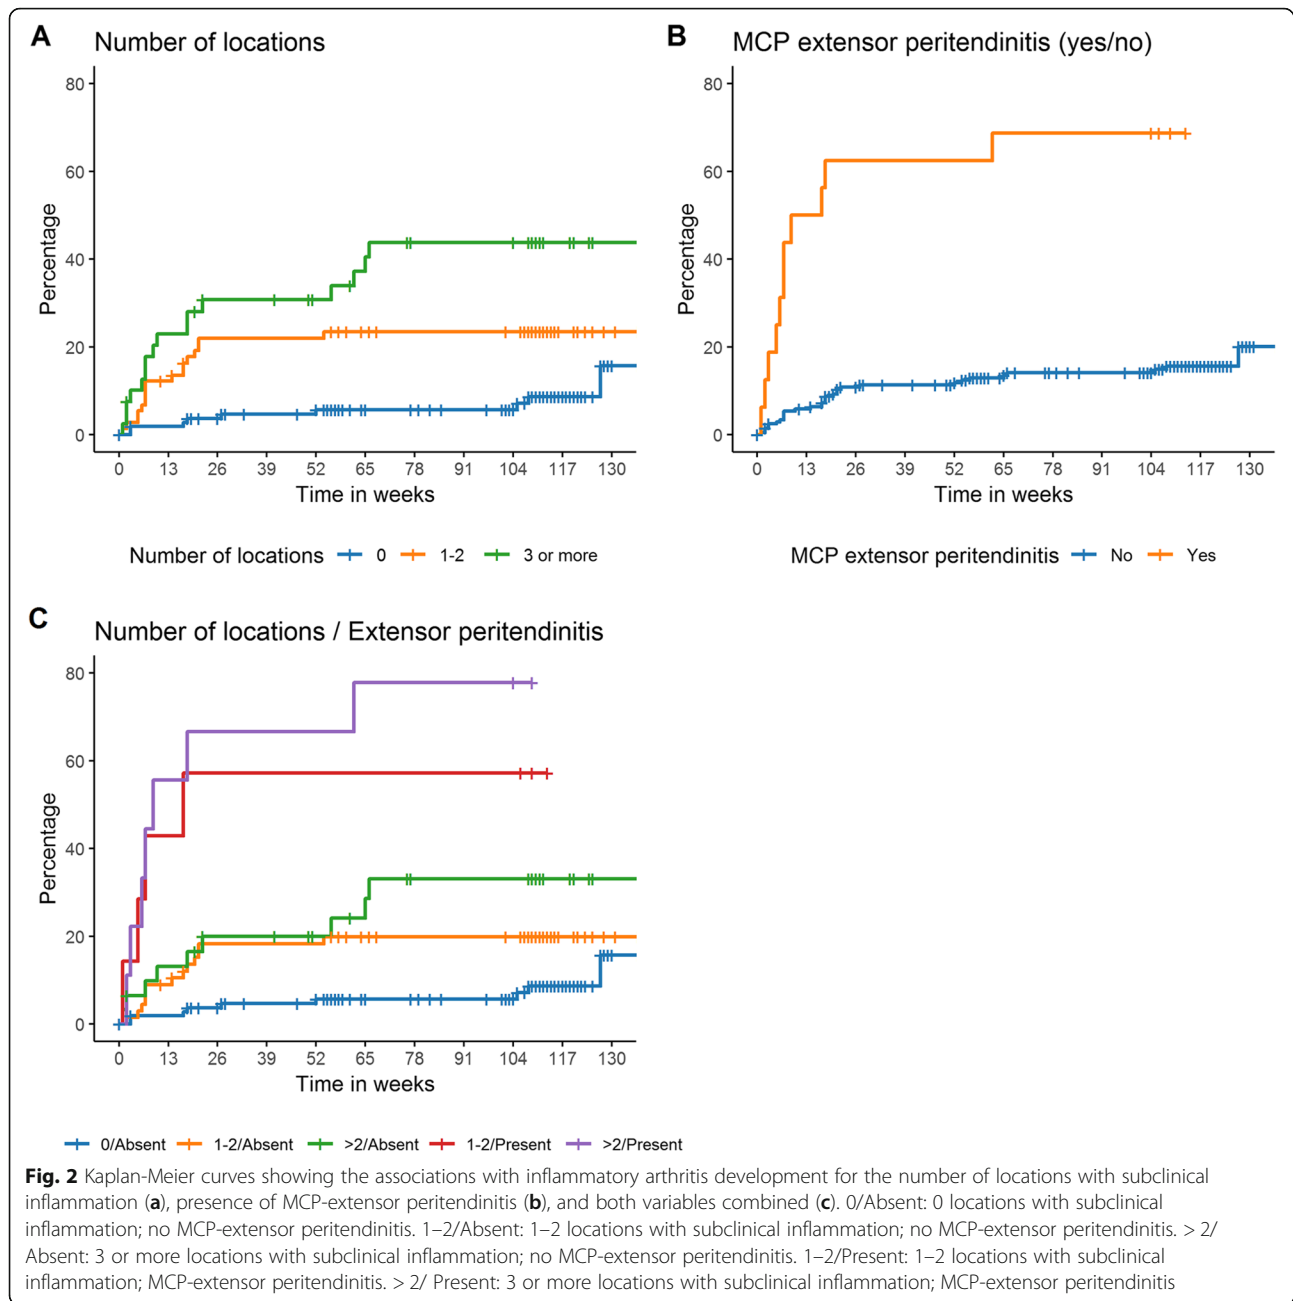 A Number of locations
80
60
40
20
0
Percentage
0 13 26 39 52 65 78 91 104 117 130
Time in weeks
Number of locations 0 1-2 3 or more
B MCP extensor peritendinitis (yes/no)
80
60
40
20
0
Percentage
0 13 26 39 52 65 78 91 104 117 130
Time in weeks
MCP extensor peritendinitis No Yes
C Number of locations / Extensor peritendinitis
80
60
40
20
0
Percentage
0 13 26 39 52 65 78 91 104 117 130
Time in weeks
0/Absent 1-2/Absent >2/Absent 1-2/Present >2/Present
Fig. 2 Kaplan-Meier curves showing the associations with inflammatory arthritis development for the number of locations with subclinical
inflammation (a), presence of MCP-extensor peritendinitis (b), and both variables combined (c). 0/Absent: 0 locations with subclinical
inflammation; no MCP-extensor peritendinitis. 1–2/Absent: 1–2 locations with subclinical inflammation; no MCP-extensor peritendinitis. > 2/
Absent: 3 or more locations with subclinical inflammation; no MCP-extensor peritendinitis. 1–2/Present: 1–2 locations with subclinical
inflammation; MCP-extensor peritendinitis. > 2/ Present: 3 or more locations with subclinical inflammation; MCP-extensor peritendinitis